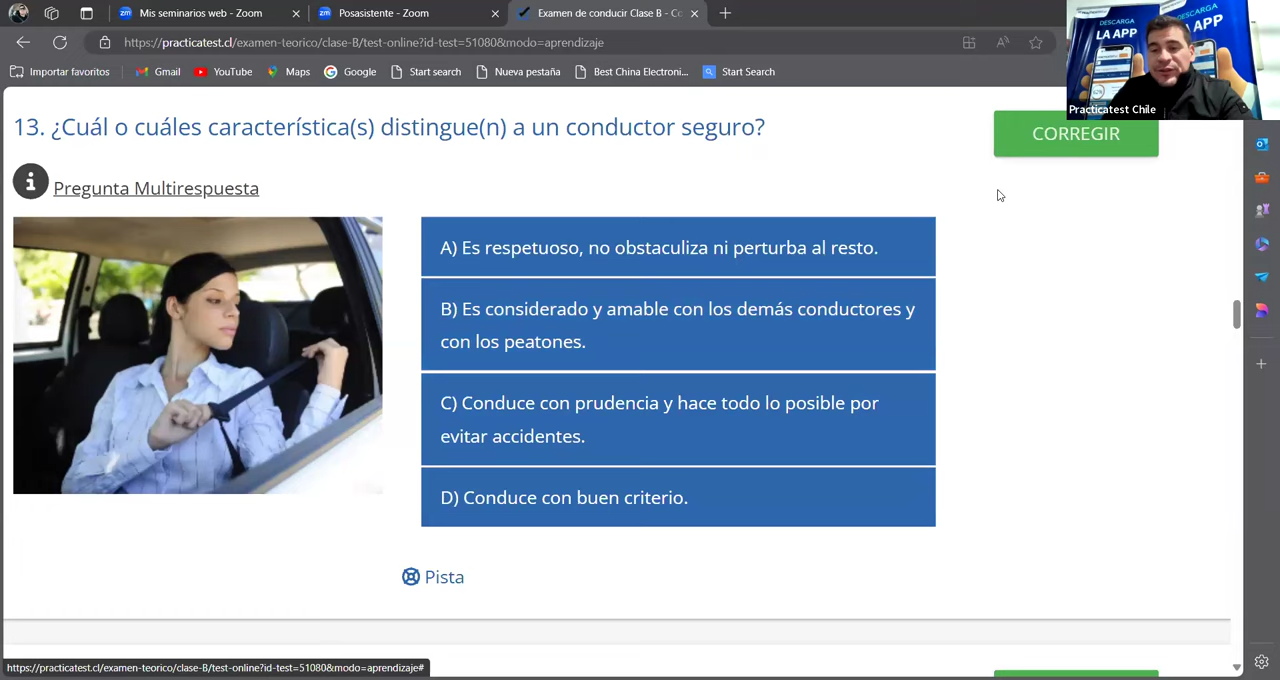 Mis seminarios web - Zoom
Posasistente - Zoom
Examen de conducir Clase B - Co
https://practicatest.cl/examen-teorico/clase-B/test-online?id-test=51080&modo=aprendizaje
Importar favoritos
Gmail
YouTube
Maps
Google
Start search
Nueva pestaña
Best China Electroni...
Start Search
DESCARGA
LA APP
DESCARGA
LA APP
Practicatest Chile
13. ¿Cuál o cuáles característica(s) distingue(n) a un conductor seguro?
CORREGIR
Pregunta Multirespuesta
A) Es respetuoso, no obstaculiza ni perturba al resto.
B) Es considerado y amable con los demás conductores y
con los peatones.
C) Conduce con prudencia y hace todo lo posible por
evitar accidentes.
D) Conduce con buen criterio.
Pista
https://practicatest.cl/examen-teorico/clase-B/test-online?id-test=51080&modo=aprendizaje#